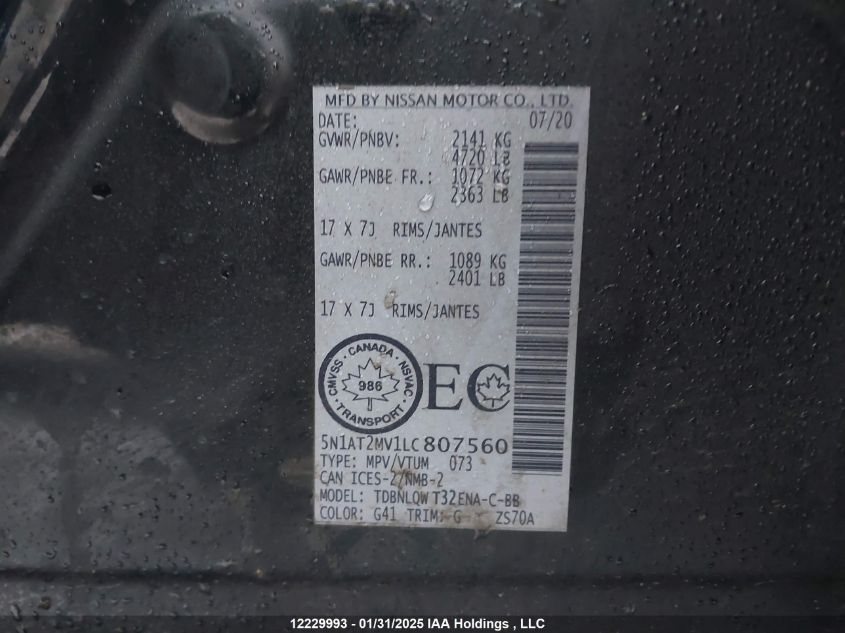 MFD BY NISSAN MOTOR CO., LTD.
DATE: 07/20
GVWR/PNBV: 2141 KG
4720 LB
GAWR/PNBE FR.: 1072 KG
2363 LB
17 X 7J RIMS/JANTES
GAWR/PNBE RR.: 1089 KG
2401 LB
17 X 7J RIMS/JANTES
CMVSS · CANADA · NSVAC · TRANSPORT ·
986
EC
5N1AT2MV1LC807560
TYPE: MPV/VTUM 073
CAN ICES-2/NMB-2
MODEL: TDBNLQW T32ENA-C-BB
COLOR: G41 TRIM: G ZS70A
12229993 - 01/31/2025 IAA Holdings , LLC